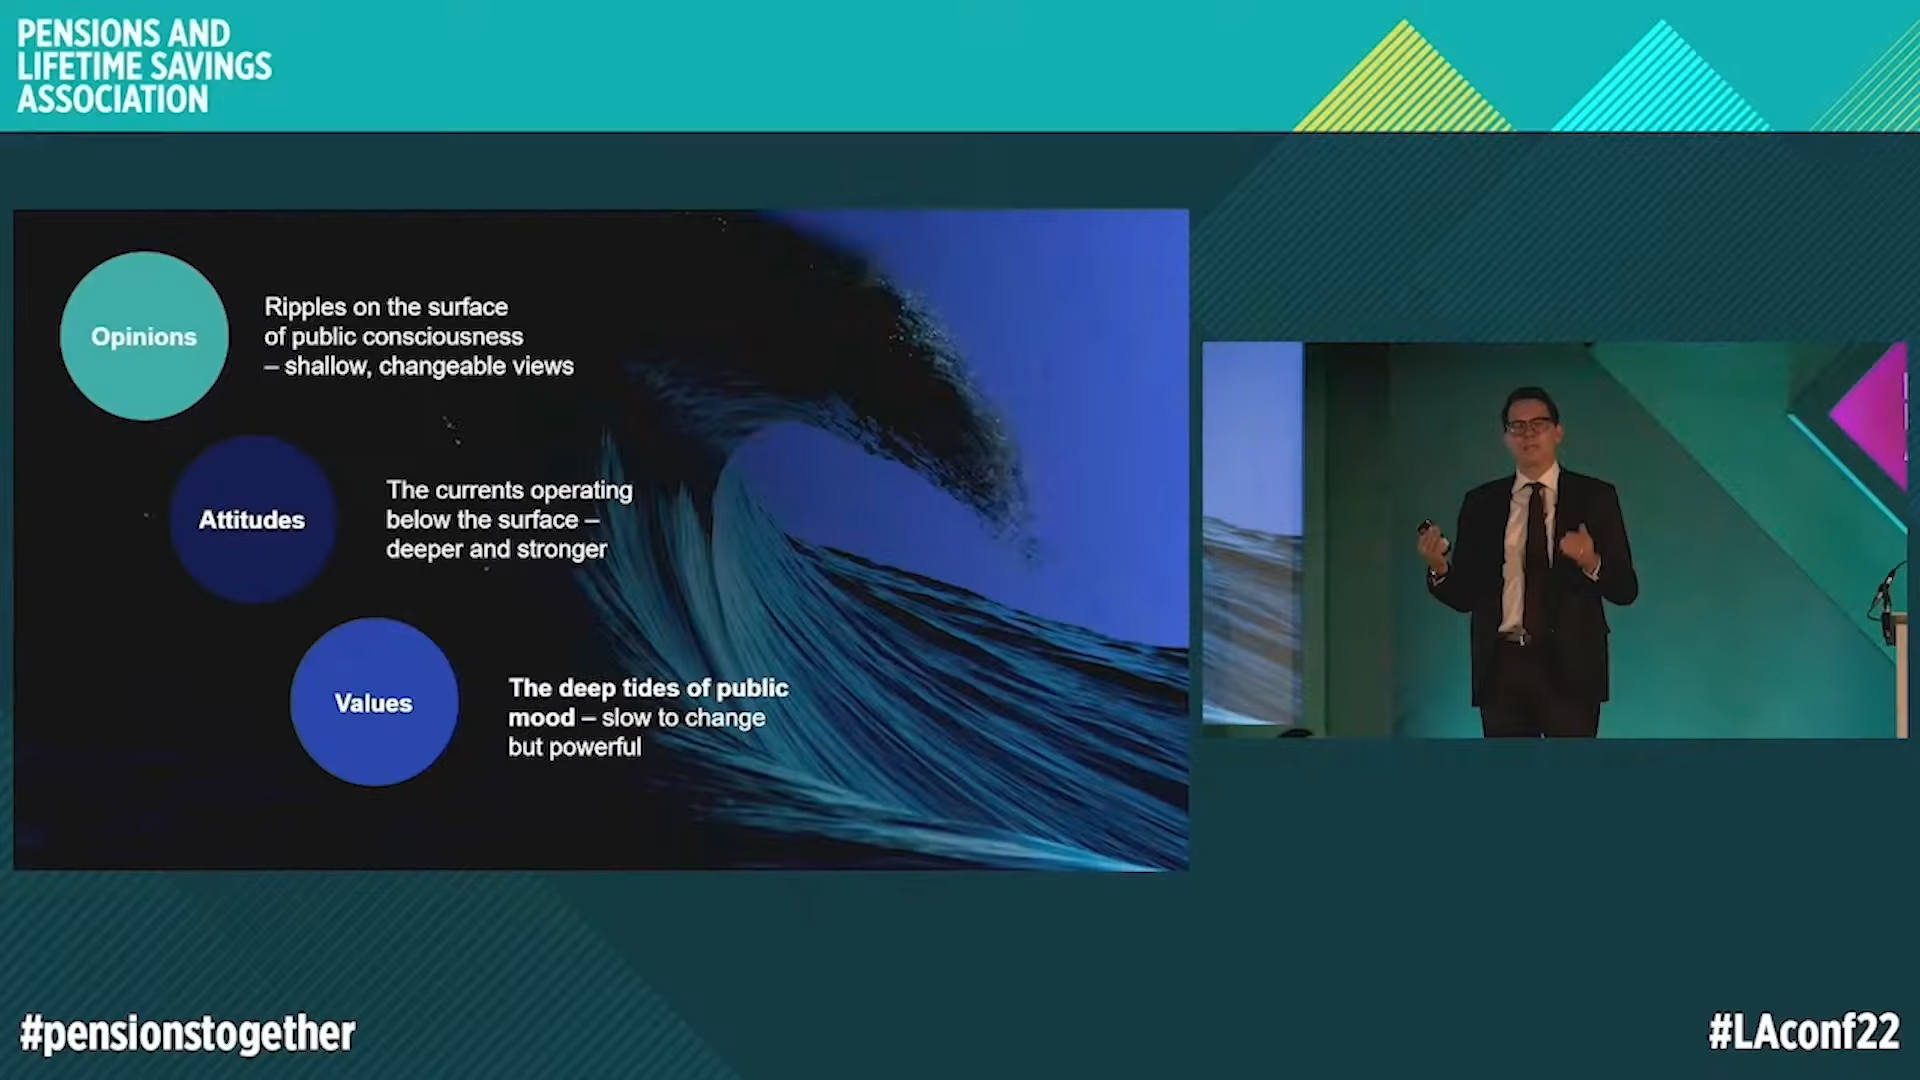 PENSIONS AND
LIFETIME SAVINGS
ASSOCIATION
Opinions
Ripples on the surface
of public consciousness
– shallow, changeable views
Attitudes
The currents operating
below the surface –
deeper and stronger
Values
The deep tides of public
mood – slow to change
but powerful
#pensionstogether
#LAconf22